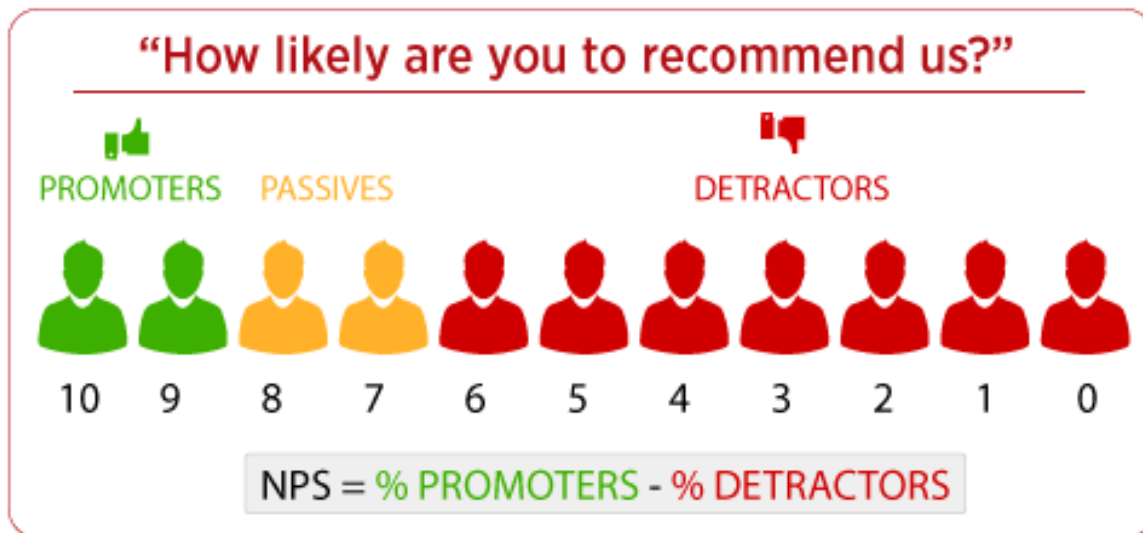 “How likely are you to recommend us?”
PROMOTERS PASSIVES DETRACTORS
10 9 8 7 6 5 4 3 2 1 0
NPS = % PROMOTERS - % DETRACTORS